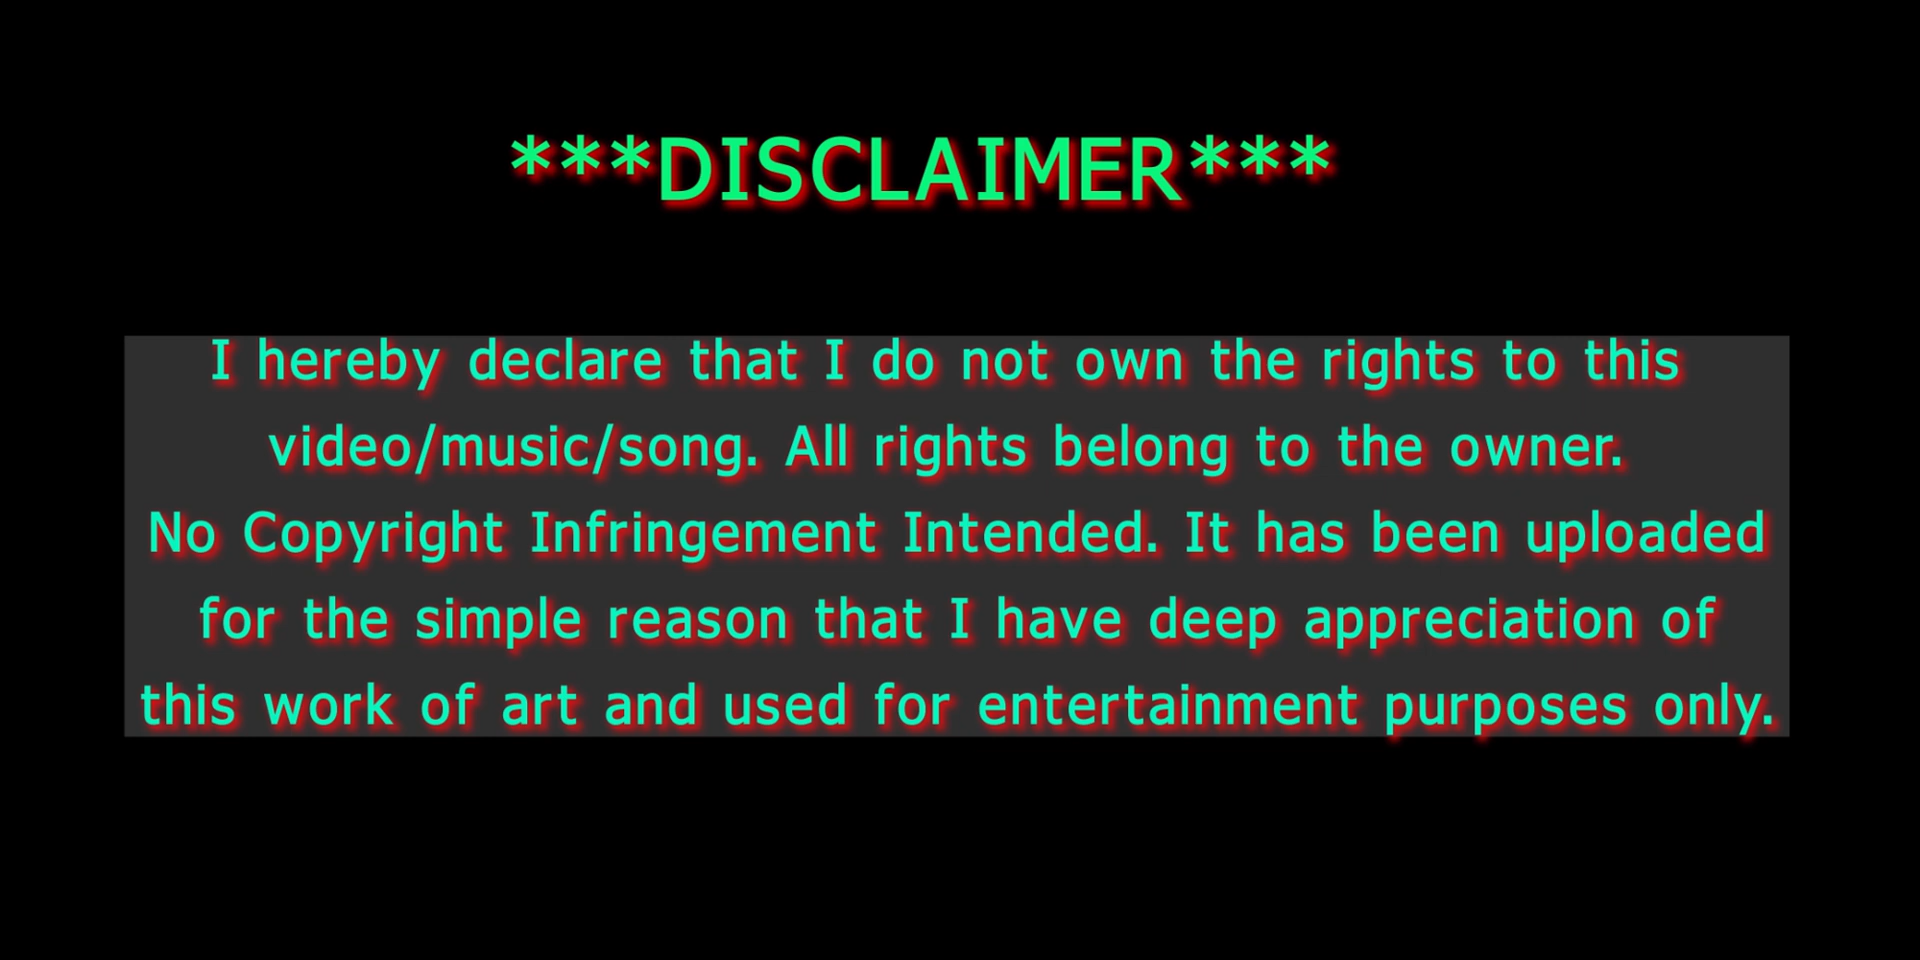 ***DISCLAIMER***
I hereby declare that I do not own the rights to this
video/music/song. All rights belong to the owner.
No Copyright Infringement Intended. It has been uploaded
for the simple reason that I have deep appreciation of
this work of art and used for entertainment purposes only.